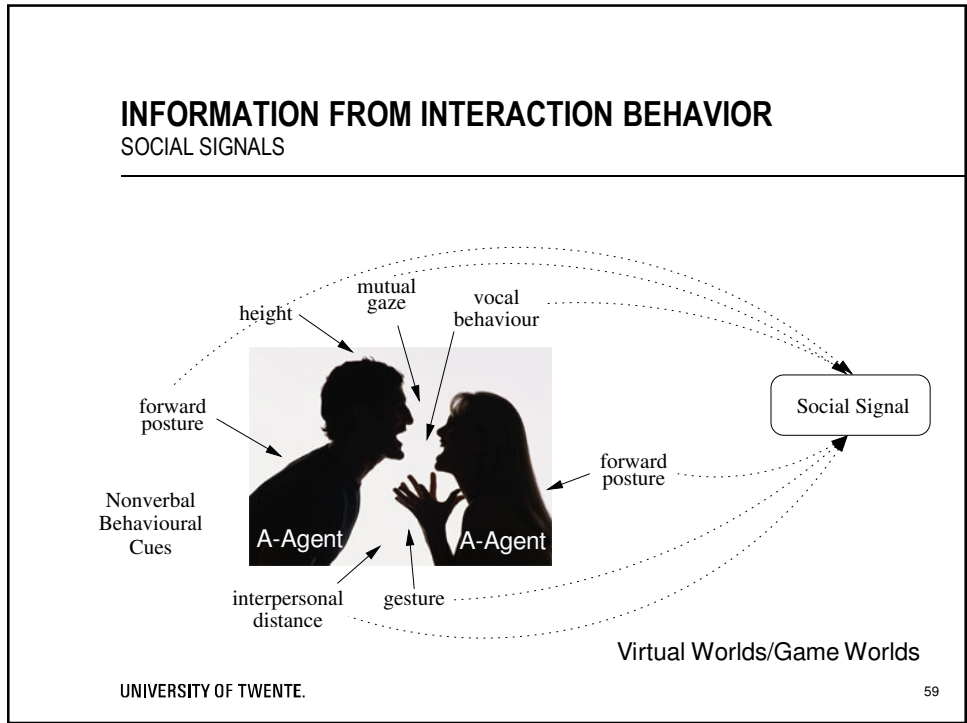 INFORMATION FROM INTERACTION BEHAVIOR
SOCIAL SIGNALS
mutual
gaze
vocal
behaviour
height
forward
posture
Social Signal
forward
posture
Nonverbal
Behavioural
Cues
A-Agent
A-Agent
interpersonal
distance
gesture
Virtual Worlds/Game Worlds
UNIVERSITY OF TWENTE.
59